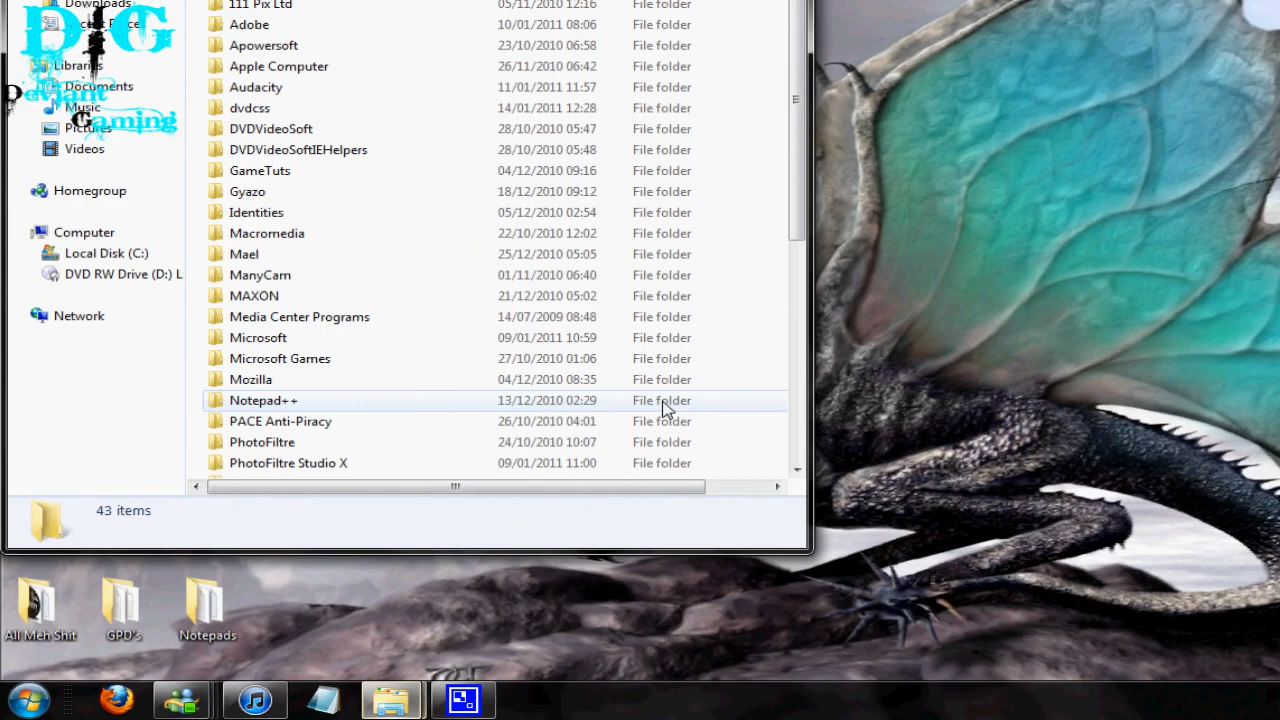 Downloads
111 Pix Ltd 05/11/2010 12:16 File folder
Adobe 10/01/2011 08:06 File folder
Apowersoft 23/10/2010 06:58 File folder
Apple Computer 26/11/2010 06:42 File folder
Audacity 11/01/2011 11:57 File folder
dvdcss 14/01/2011 12:28 File folder
DVDVideoSoft 28/10/2010 05:47 File folder
DVDVideoSoftIEHelpers 28/10/2010 05:48 File folder
GameTuts 04/12/2010 09:16 File folder
Gyazo 18/12/2010 09:12 File folder
Identities 05/12/2010 02:54 File folder
Macromedia 22/10/2010 12:02 File folder
Mael 25/12/2010 05:05 File folder
ManyCam 01/11/2010 06:40 File folder
MAXON 21/12/2010 05:02 File folder
Media Center Programs 14/07/2009 08:48 File folder
Microsoft 09/01/2011 10:59 File folder
Microsoft Games 27/10/2010 01:06 File folder
Mozilla 04/12/2010 08:35 File folder
Notepad++ 13/12/2010 02:29 File folder
PACE Anti-Piracy 26/10/2010 04:01 File folder
PhotoFiltre 24/10/2010 10:07 File folder
PhotoFiltre Studio X 09/01/2011 11:00 File folder
DfG
Deviant
Gaming
Libraries
Documents
Music
Pictures
Videos
Homegroup
Computer
Local Disk (C:)
DVD RW Drive (D:) L
Network
43 items
All Meh Shit
GPD's
Notepads